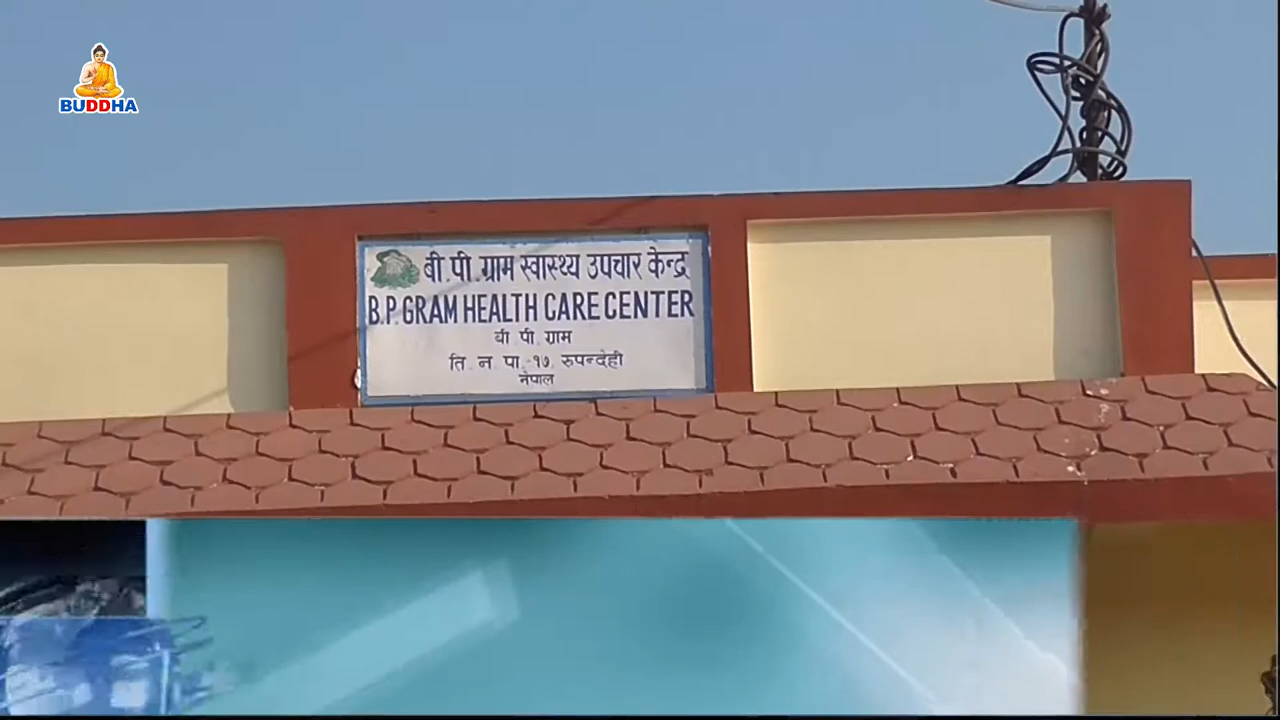 BUDDHA
बी.पी.ग्राम स्वास्थ्य उपचार केन्द्र
B.P. GRAM HEALTH CARE CENTER
बी पी. ग्राम
ति. न. पा.-१७, रुपन्देही
नेपाल